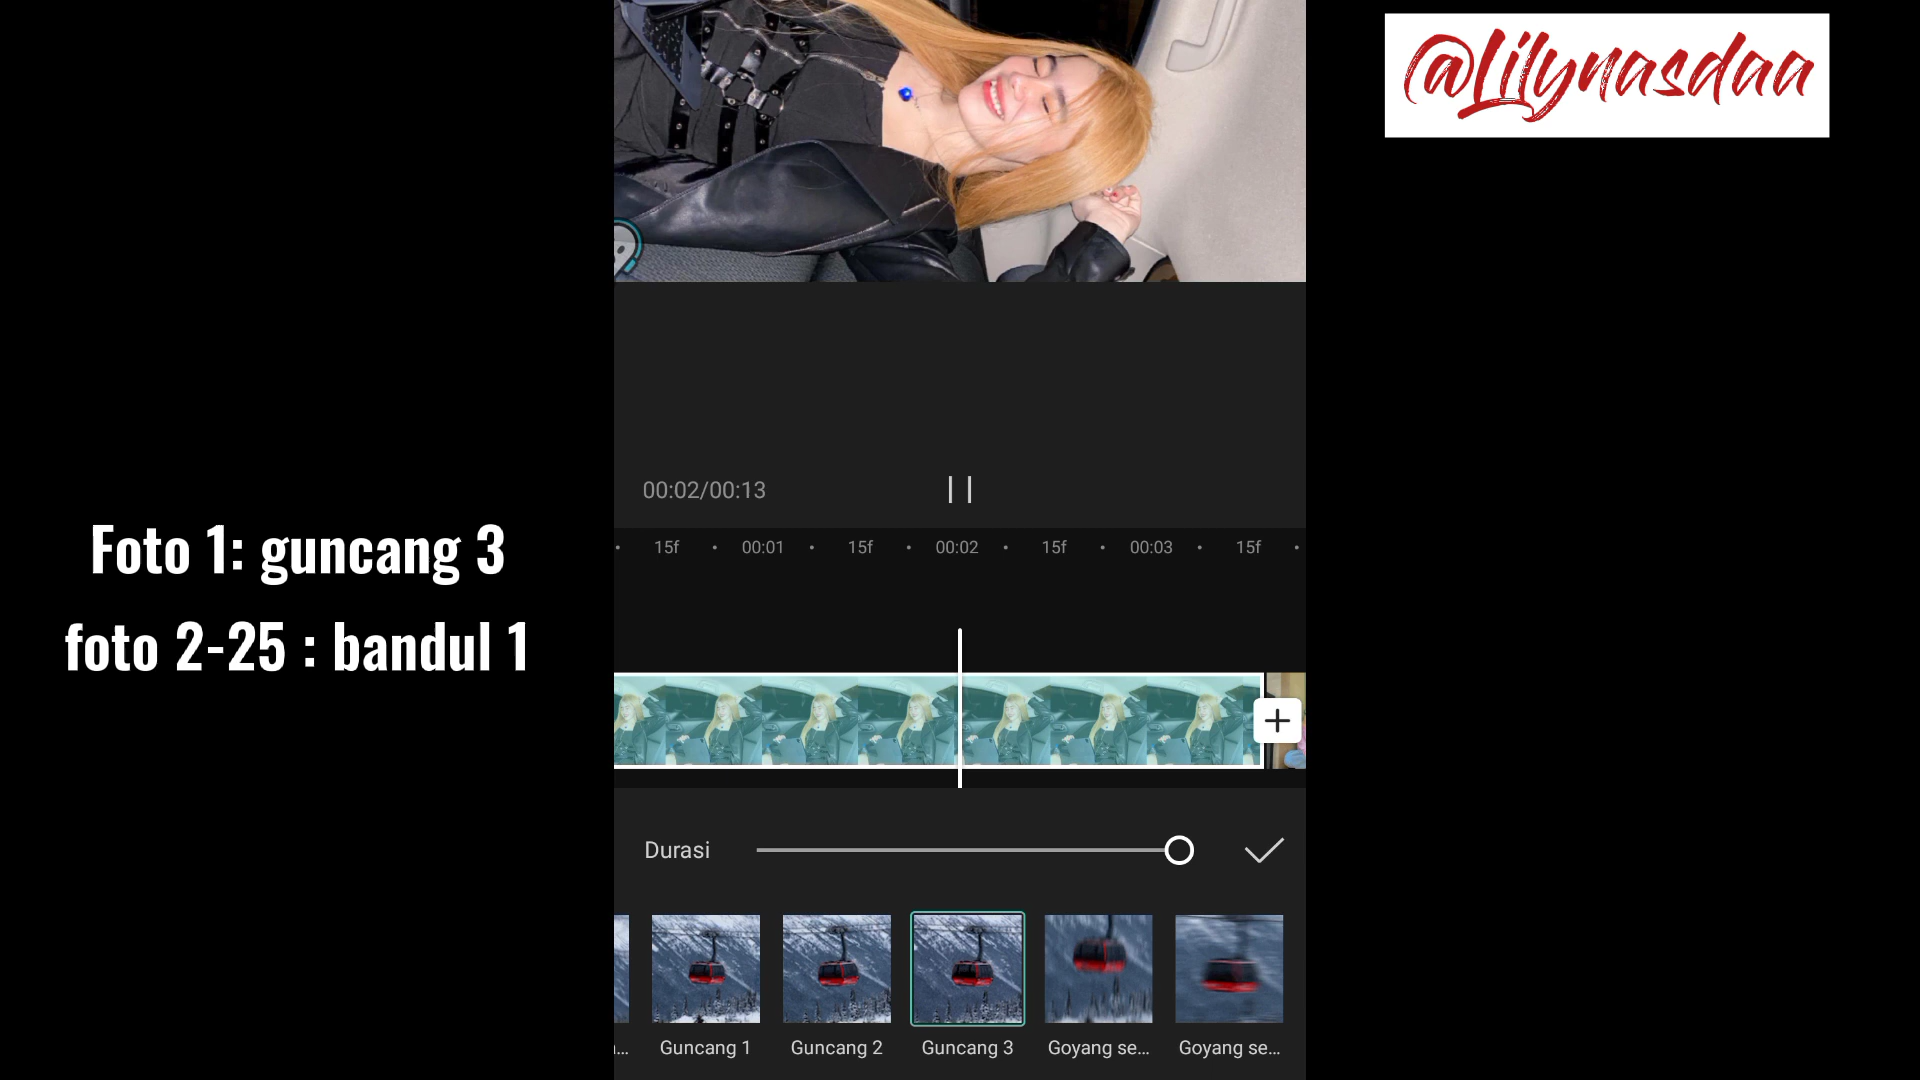 @Lilynasdaa
Foto 1: guncang 3
foto 2-25 : bandul 1
00:02/00:13
15f 00:01 15f 00:02 15f 00:03 15f
Durasi
Guncang 1 Guncang 2 Guncang 3 Goyang se... Goyang se...